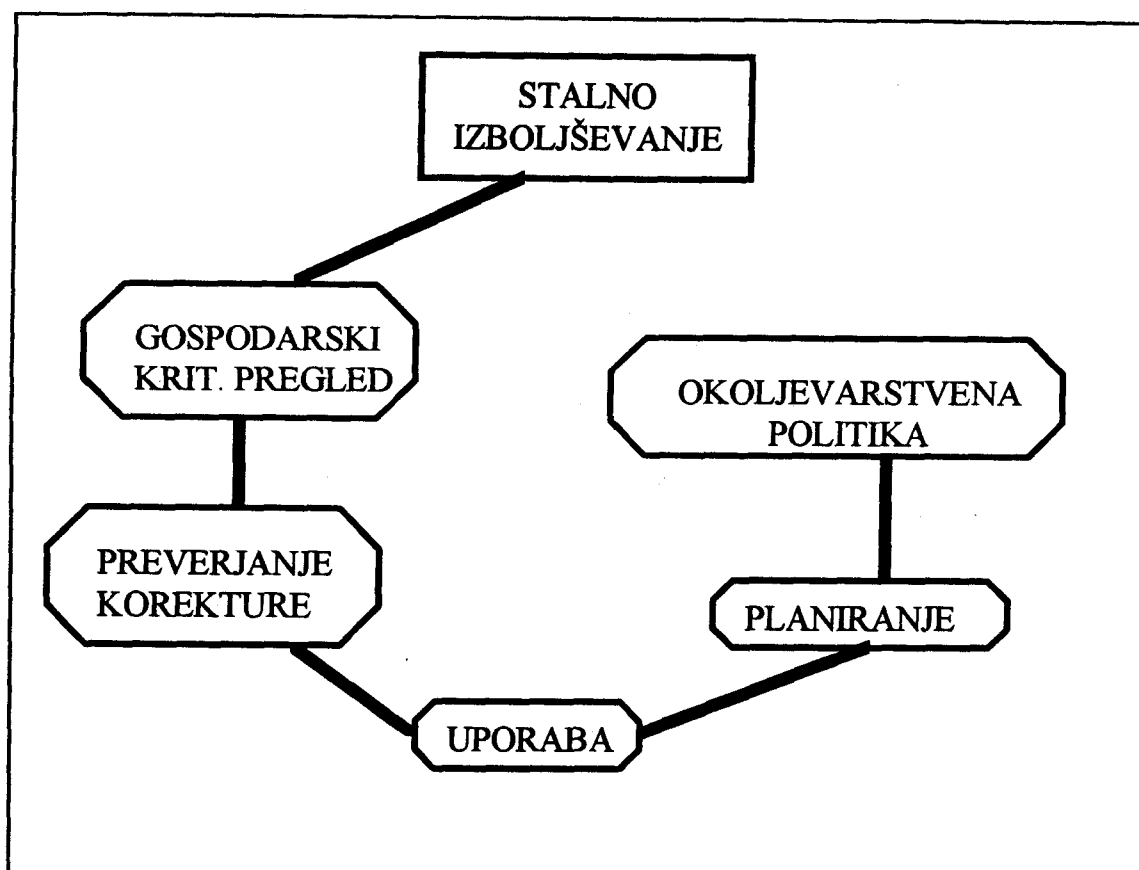 STALNO
IZBOLJŠEVANJE
GOSPODARSKI
KRIT. PREGLED
OKOLJEVARSTVENA
POLITIKA
PREVERJANJE
KOREKTURE
PLANIRANJE
UPORABA